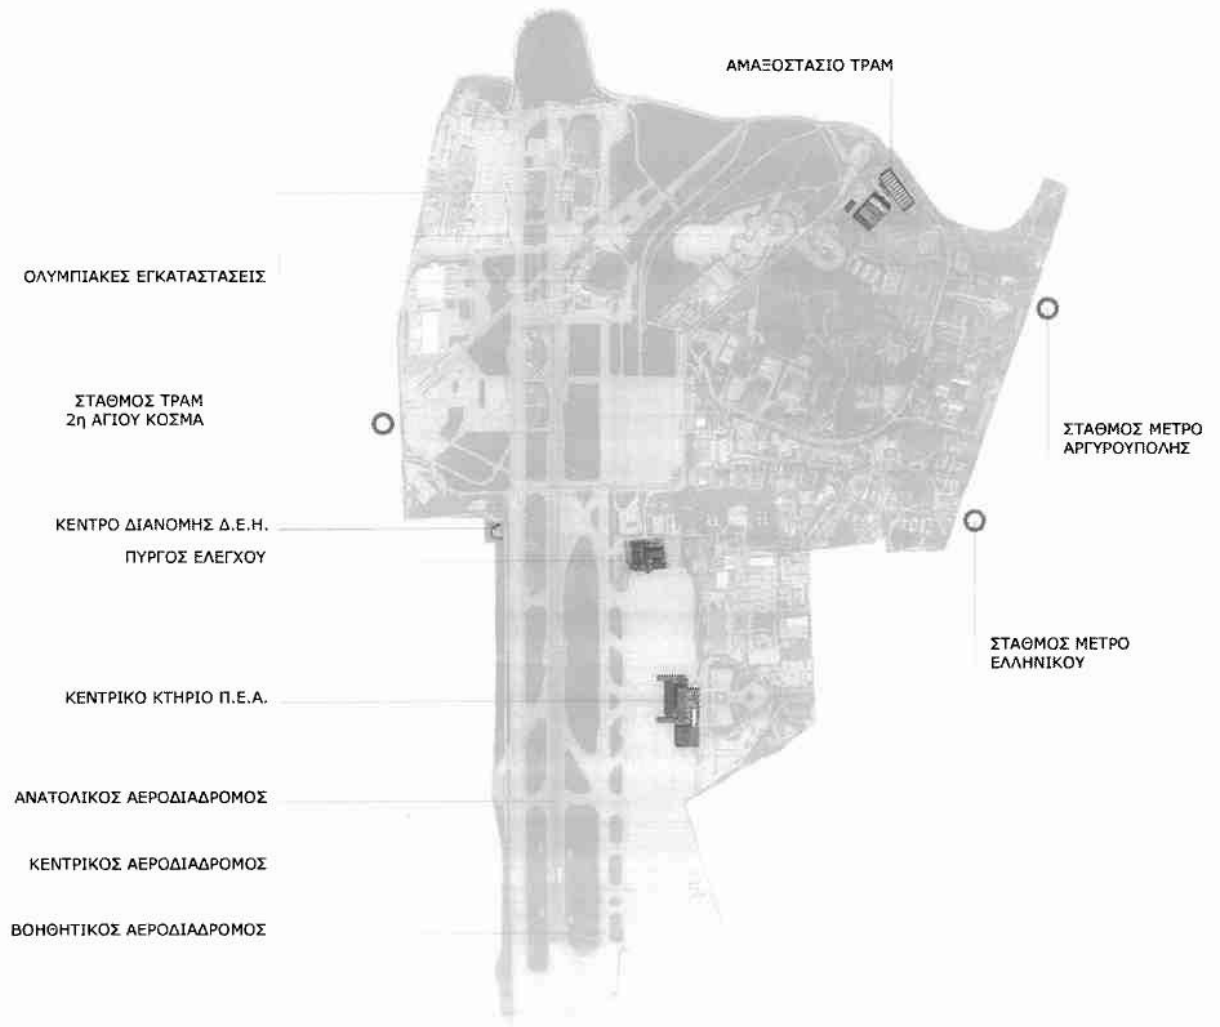 ΑΜΑΞΟΣΤΑΣΙΟ ΤΡΑΜ
ΟΛΥΜΠΙΑΚΕΣ ΕΓΚΑΤΑΣΤΑΣΕΙΣ
ΣΤΑΘΜΟΣ ΤΡΑΜ
2η ΑΓΙΟΥ ΚΟΣΜΑ
ΣΤΑΘΜΟΣ ΜΕΤΡΟ
ΑΡΓΥΡΟΥΠΟΛΗΣ
ΚΕΝΤΡΟ ΔΙΑΝΟΜΗΣ Δ.Ε.Η.
ΠΥΡΓΟΣ ΕΛΕΓΧΟΥ
ΣΤΑΘΜΟΣ ΜΕΤΡΟ
ΕΛΛΗΝΙΚΟΥ
ΚΕΝΤΡΙΚΟ ΚΤΗΡΙΟ Π.Ε.Α.
ΑΝΑΤΟΛΙΚΟΣ ΑΕΡΟΔΙΑΔΡΟΜΟΣ
ΚΕΝΤΡΙΚΟΣ ΑΕΡΟΔΙΑΔΡΟΜΟΣ
ΒΟΗΘΗΤΙΚΟΣ ΑΕΡΟΔΙΑΔΡΟΜΟΣ